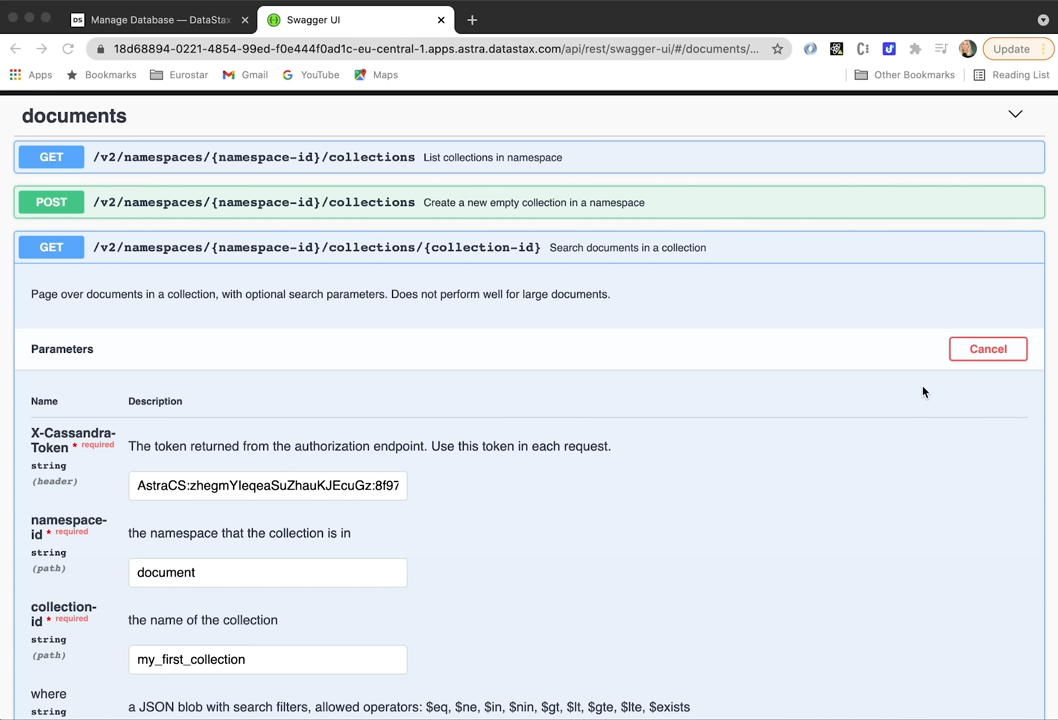 DS Manage Database — DataStax
Swagger UI
18d68894-0221-4854-99ed-f0e444f0ad1c-eu-central-1.apps.astra.datastax.com/api/rest/swagger-ui/#/documents/...
Update
Apps Bookmarks Eurostar Gmail YouTube Maps Other Bookmarks Reading List
documents
GET /v2/namespaces/{namespace-id}/collections List collections in namespace
POST /v2/namespaces/{namespace-id}/collections Create a new empty collection in a namespace
GET /v2/namespaces/{namespace-id}/collections/{collection-id} Search documents in a collection
Page over documents in a collection, with optional search parameters. Does not perform well for large documents.
Parameters Cancel
Name Description
X-Cassandra-
Token * required
string
(header)
The token returned from the authorization endpoint. Use this token in each request.
AstraCS:zhegmYIeqeaSuZhauKJEcuGz:8f97
namespace-
id * required
string
(path)
the namespace that the collection is in
document
collection-
id * required
string
(path)
the name of the collection
my_first_collection
where
string
a JSON blob with search filters, allowed operators: $eq, $ne, $in, $nin, $gt, $lt, $gte, $lte, $exists